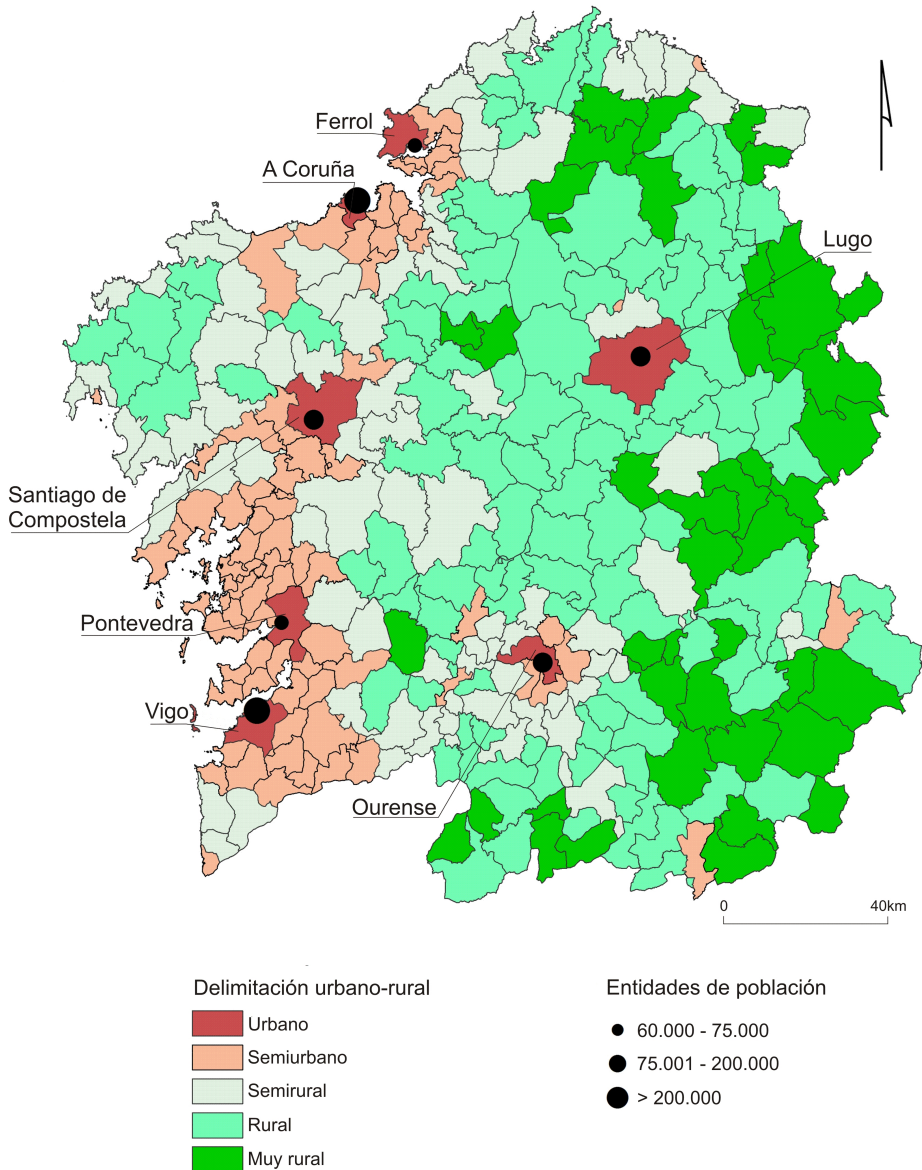 Ferrol
A Coruña
Lugo
Santiago de
Compostela
Pontevedra
Vigo
Ourense
0 40km
Delimitación urbano-rural
Urbano
Semiurbano
Semirural
Rural
Muy rural
Entidades de población
60.000 - 75.000
75.001 - 200.000
> 200.000